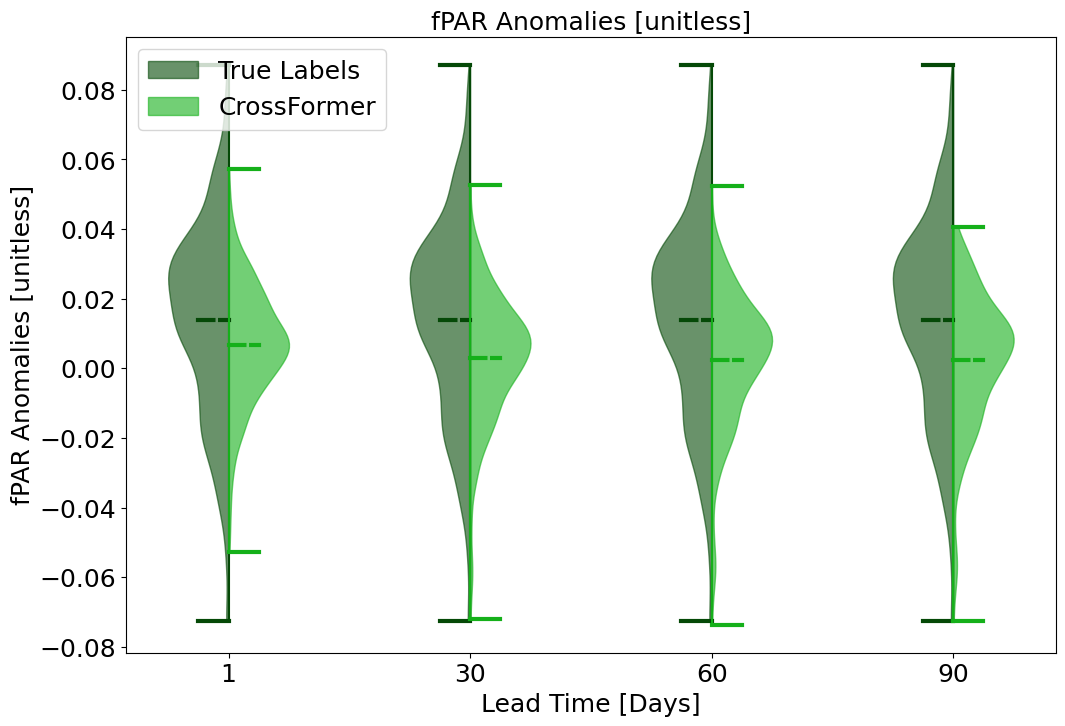 fPAR Anomalies [unitless]
True Labels
CrossFormer
fPAR Anomalies [unitless]
0.08
0.06
0.04
0.02
0.00
−0.02
−0.04
−0.06
−0.08
1 30 60 90
Lead Time [Days]